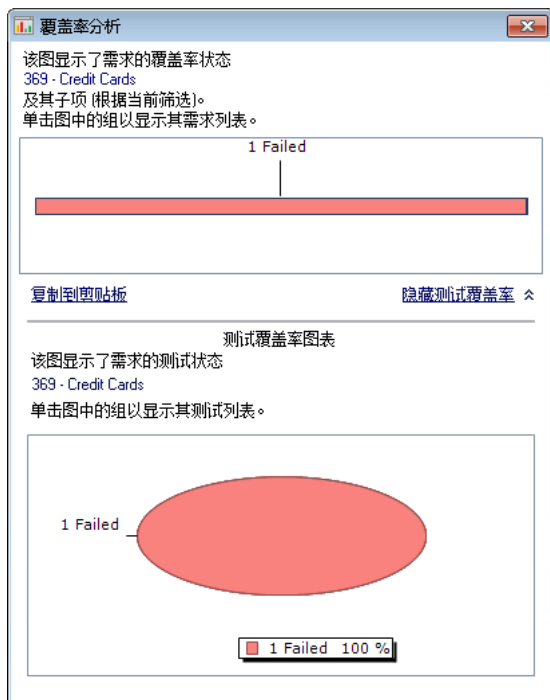 覆盖率分析
该图显示了需求的覆盖率状态
369 - Credit Cards
及其子项 (根据当前筛选)。
单击图中的组以显示其需求列表。
1 Failed
复制到剪贴板
隐藏测试覆盖率
测试覆盖率图表
该图显示了需求的测试状态
369 - Credit Cards
单击图中的组以显示其测试列表。
1 Failed
1 Failed 100 %